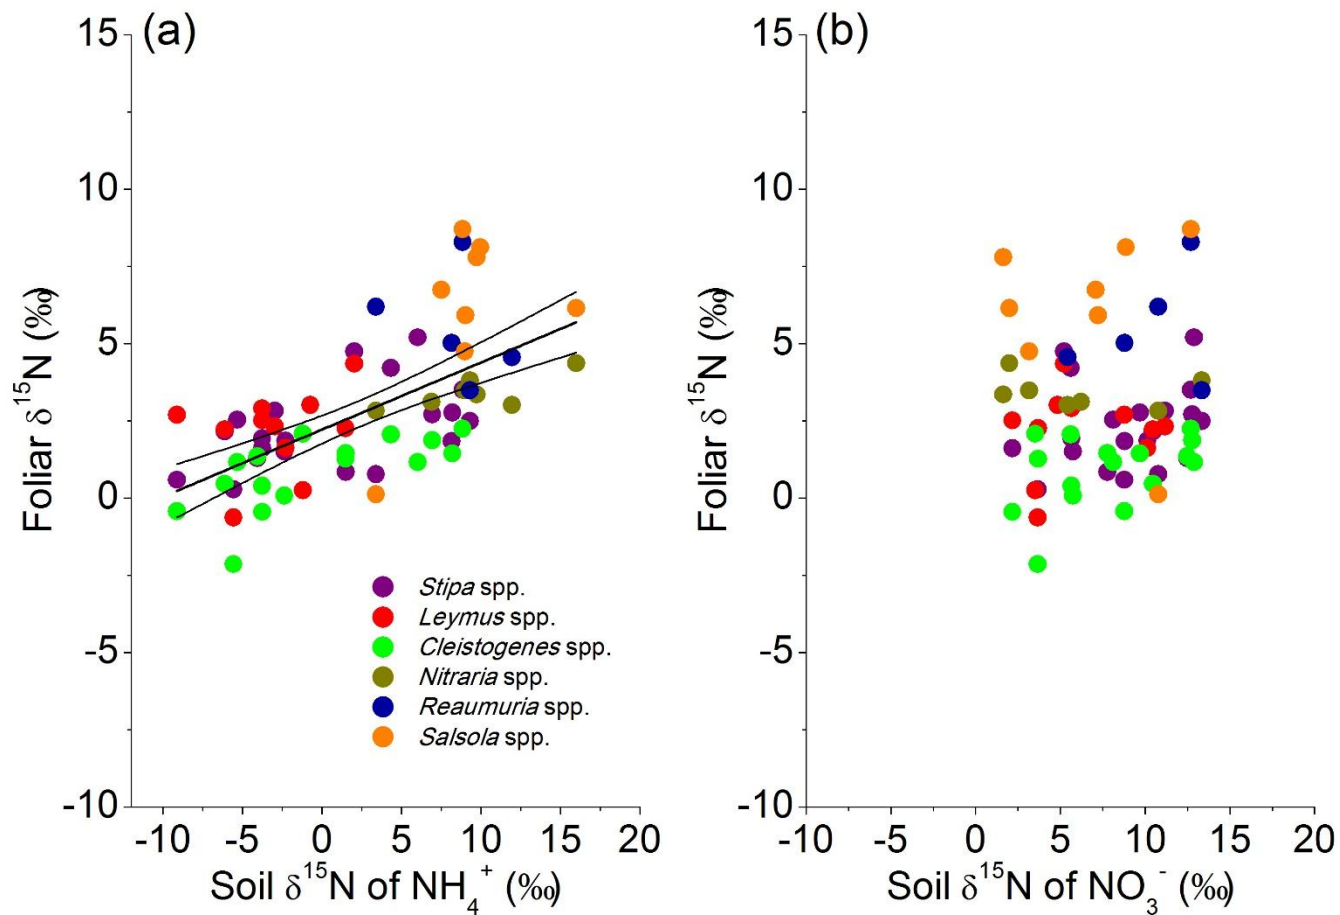 (a)
15
10
5
0
-5
-10
Foliar δ¹⁵N (‰)
Stipa spp.
Leymus spp.
Cleistogenes spp.
Nitraria spp.
Reaumuria spp.
Salsola spp.
-10 -5 0 5 10 15 20
Soil δ¹⁵N of NH₄⁺ (‰)
(b)
15
10
5
0
-5
-10
Foliar δ¹⁵N (‰)
-10 -5 0 5 10 15 20
Soil δ¹⁵N of NO₃⁻ (‰)